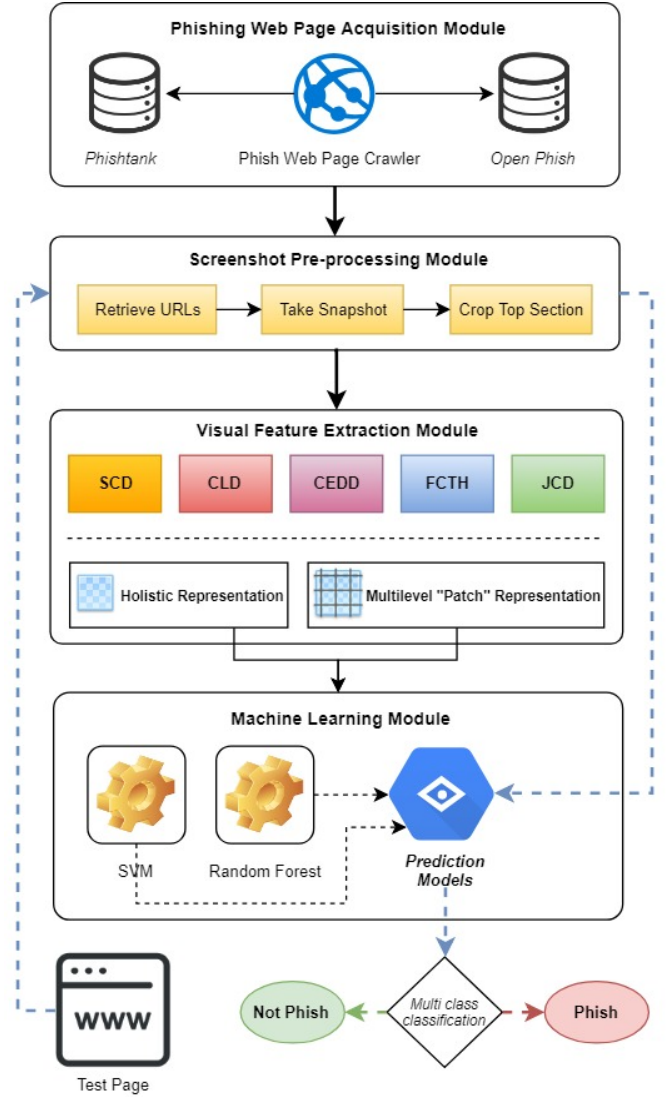 Phishing Web Page Acquisition Module
Phishtank
Phish Web Page Crawler
Open Phish
Screenshot Pre-processing Module
Retrieve URLs
Take Snapshot
Crop Top Section
Visual Feature Extraction Module
SCD
CLD
CEDD
FCTH
JCD
Holistic Representation
Multilevel "Patch" Representation
Machine Learning Module
SVM
Random Forest
Prediction
Models
WWW
Test Page
Not Phish
Multi class
classification
Phish